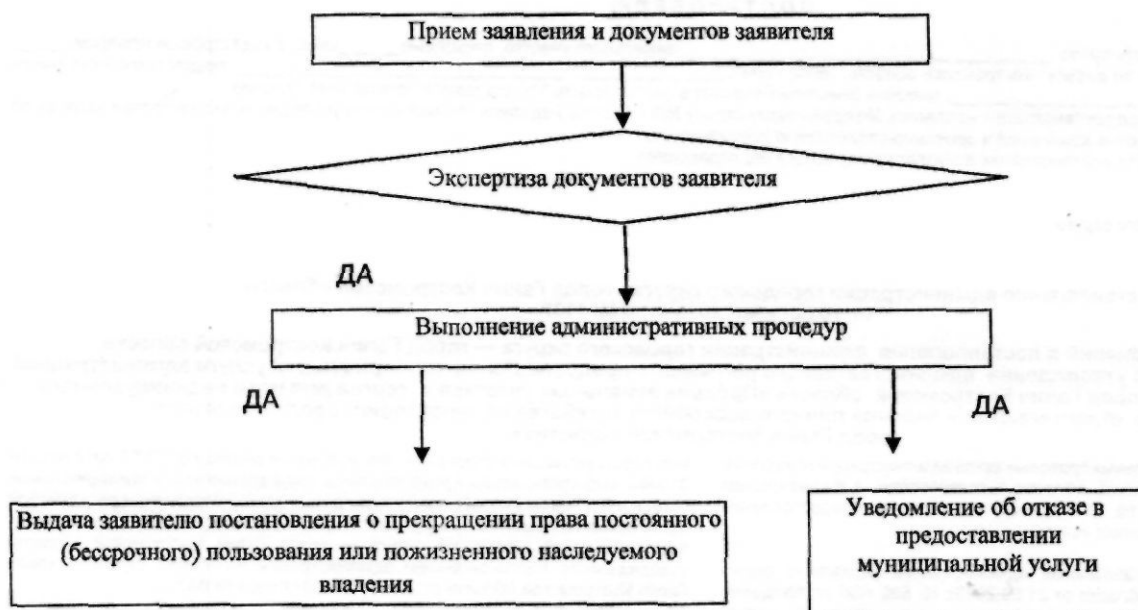 Прием заявления и документов заявителя
Экспертиза документов заявителя
ДА
Выполнение административных процедур
ДА
ДА
Выдача заявителю постановления о прекращении права постоянного
(бессрочного) пользования или пожизненного наследуемого
владения
Уведомление об отказе в
предоставлении
муниципальной услуги